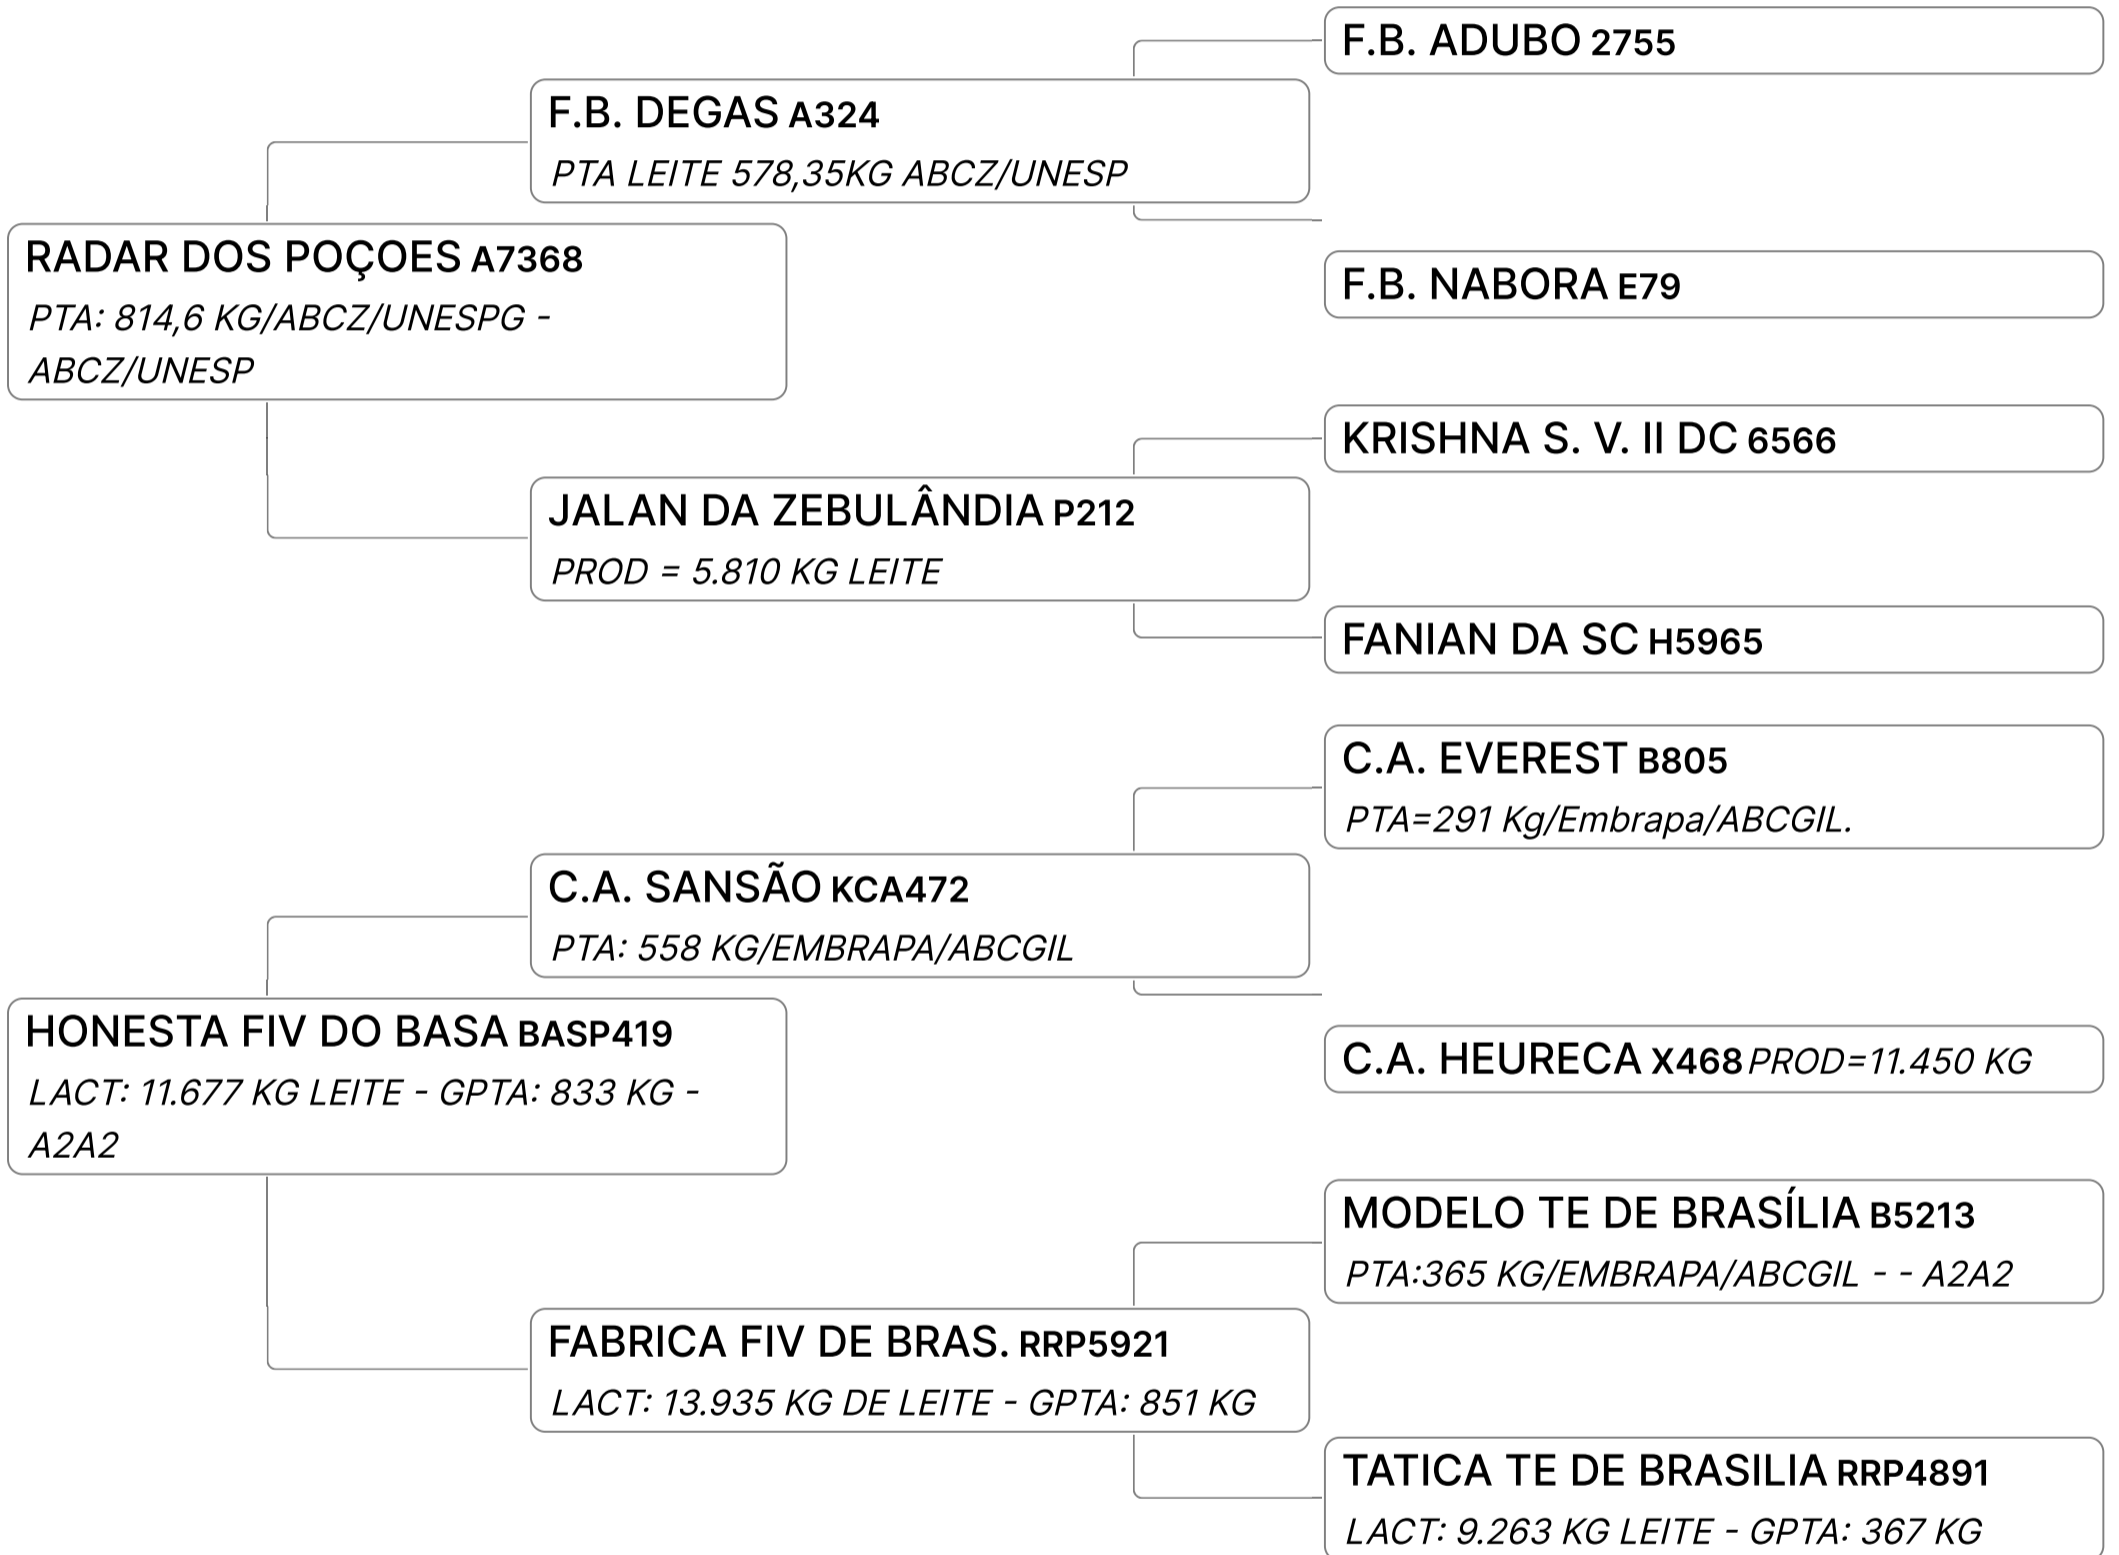 F.B. ADUBO 2755
F.B. DEGAS A324
PTA LEITE 578,35KG ABCZ/UNESP
RADAR DOS POÇOES A7368
PTA: 814,6 KG/ABCZ/UNESPG -
ABCZ/UNESP
F.B. NABORA E79
KRISHNA S. V. II DC 6566
JALAN DA ZEBULÂNDIA P212
PROD = 5.810 KG LEITE
FANIAN DA SC H5965
C.A. EVEREST B805
PTA=291 Kg/Embrapa/ABCGIL.
C.A. SANSÃO KCA472
PTA: 558 KG/EMBRAPA/ABCGIL
HONESTA FIV DO BASA BASP419
LACT: 11.677 KG LEITE - GPTA: 833 KG -
A2A2
C.A. HEURECA X468 PROD=11.450 KG
MODELO TE DE BRASÍLIA B5213
PTA:365 KG/EMBRAPA/ABCGIL - - A2A2
FABRICA FIV DE BRAS. RRP5921
LACT: 13.935 KG DE LEITE - GPTA: 851 KG
TATICA TE DE BRASILIA RRP4891
LACT: 9.263 KG LEITE - GPTA: 367 KG